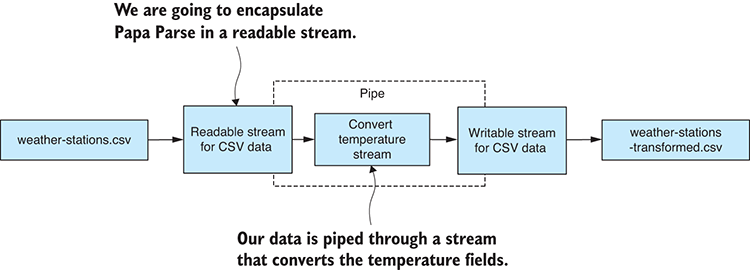 We are going to encapsulate
Papa Parse in a readable stream.
Pipe
weather-stations.csv
Readable stream
for CSV data
Convert
temperature
stream
Writable stream
for CSV data
weather-stations
-transformed.csv
Our data is piped through a stream
that converts the temperature fields.